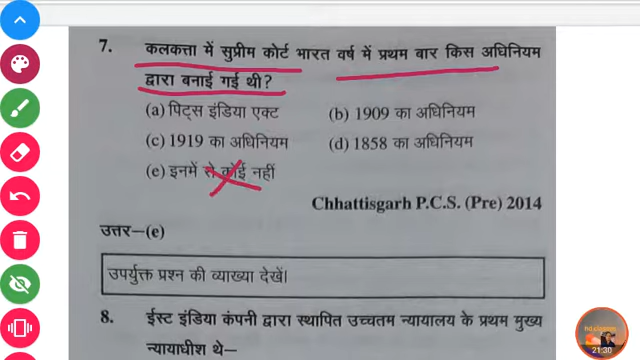 7. कलकत्ता में सुप्रीम कोर्ट भारत वर्ष में प्रथम बार किस अधिनियम
द्वारा बनाई गई थी?
(a) पिट्स इंडिया एक्ट (b) 1909 का अधिनियम
(c) 1919 का अधिनियम (d) 1858 का अधिनियम
(e) इनमें से कोई नहीं
Chhattisgarh P.C.S. (Pre) 2014
उत्तर–(e)
उपर्युक्त प्रश्न की व्याख्या देखें।
8. ईस्ट इंडिया कंपनी द्वारा स्थापित उच्चतम न्यायालय के प्रथम मुख्य
न्यायाधीश थे–
21:30